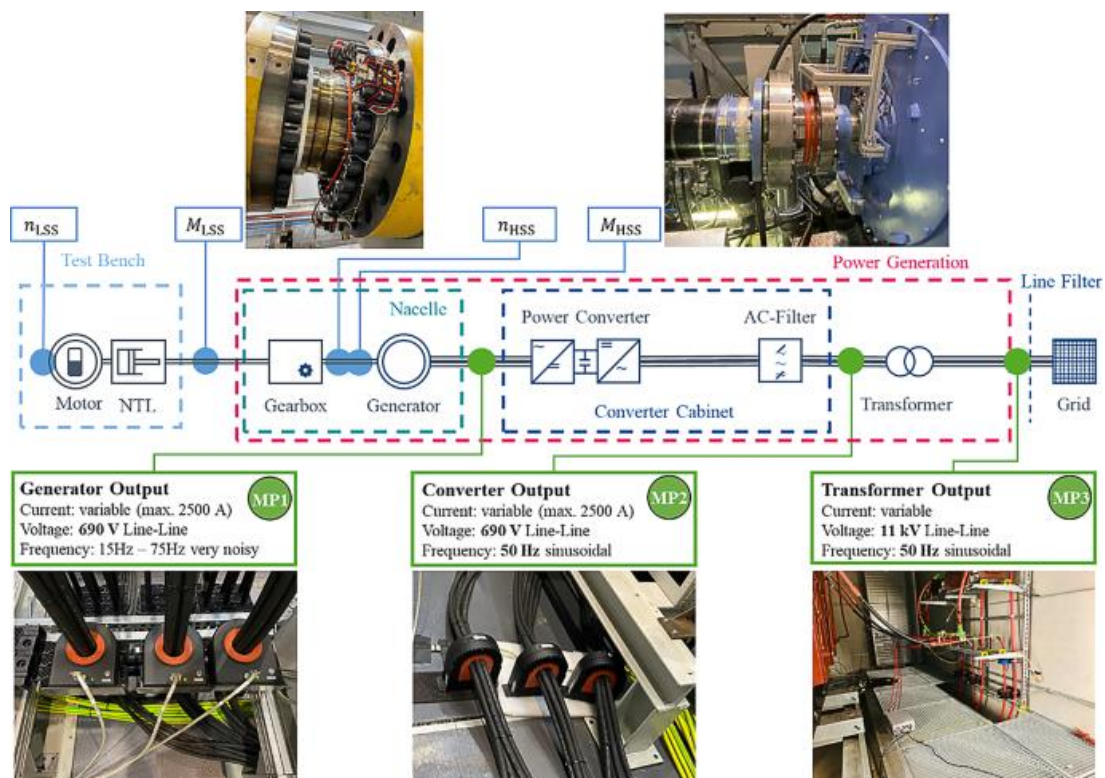 n_LSS
M_LSS
n_HSS
M_HSS
Test Bench
Power Generation
Line Filter
Nacelle
Power Converter
AC-Filter
Motor
NTL
Gearbox
Generator
Converter Cabinet
Transformer
Grid
Generator Output
MP1
Current: variable (max. 2500 A)
Voltage: 690 V Line-Line
Frequency: 15Hz – 75Hz very noisy
Converter Output
MP2
Current: variable (max. 2500 A)
Voltage: 690 V Line-Line
Frequency: 50 Hz sinusoidal
Transformer Output
MP3
Current: variable
Voltage: 11 kV Line-Line
Frequency: 50 Hz sinusoidal